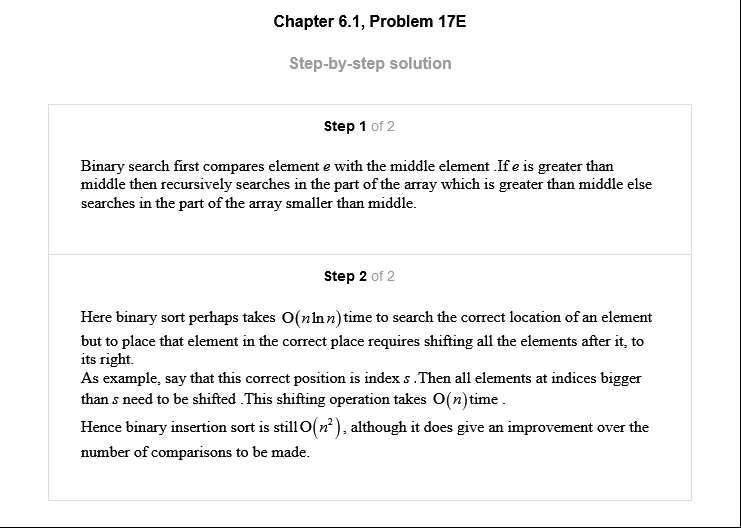 Chapter 6.1, Problem 17E
Step-by-step solution
Step 1 of 2
Binary search first compares element e with the middle element .If e is greater than
middle then recursively searches in the part of the array which is greater than middle else
searches in the part of the array smaller than middle.
Step 2 of 2
Here binary sort perhaps takes O(n ln n) time to search the correct location of an element
but to place that element in the correct place requires shifting all the elements after it, to
its right.
As example, say that this correct position is index s .Then all elements at indices bigger
than s need to be shifted .This shifting operation takes O(n) time .
Hence binary insertion sort is still O(n²), although it does give an improvement over the
number of comparisons to be made.